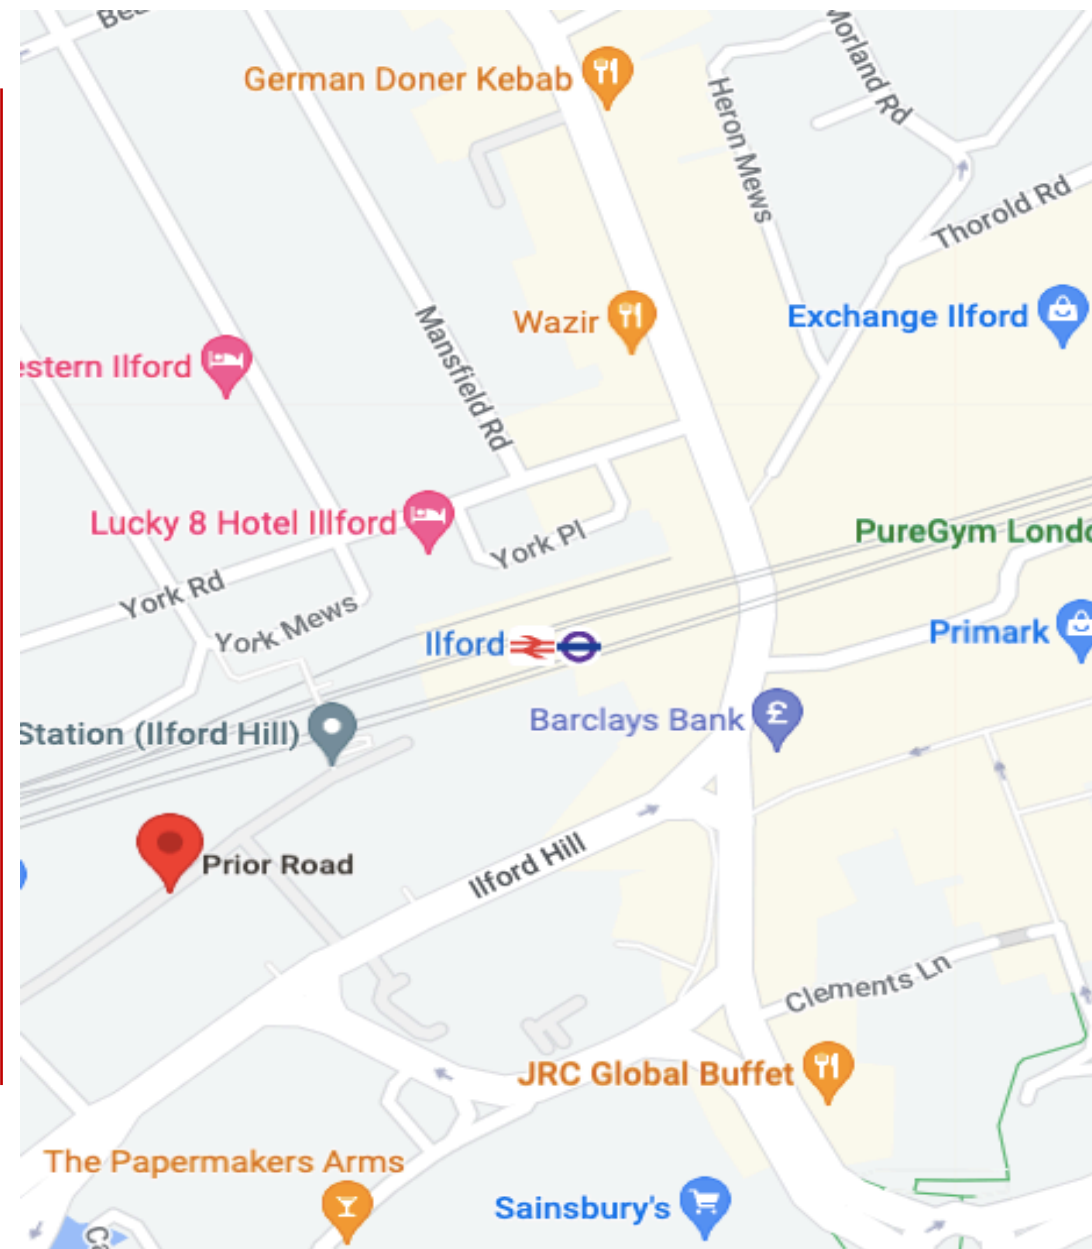 German Doner Kebab
Morland Rd
Heron Mews
Thorold Rd
Wazir
Exchange Ilford
Mansfield Rd
estern Ilford
Lucky 8 Hotel Illford
York Pl
PureGym Londo
York Rd
York Mews
Ilford
Primark
Barclays Bank
£
Station (Ilford Hill)
Prior Road
Ilford Hill
Clements Ln
JRC Global Buffet
The Papermakers Arms
Sainsbury's